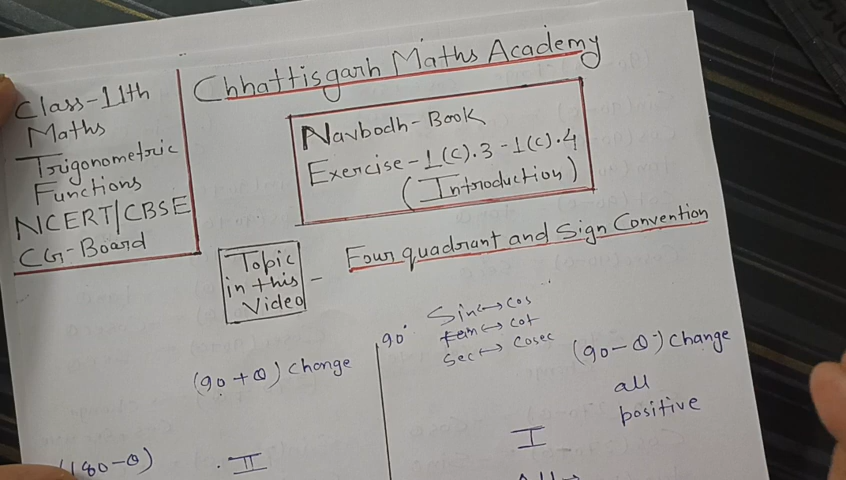 Class-11th
Maths
Trigonometric
Functions
NCERT/CBSE
CG-Board
Chhattisgarh Maths Academy
Navbodh-Book
Exercise-1(c).3-1(c).4
(Introduction)
Topic
in this
Video
- Four quadrant and Sign Convention
90°
Sin↔cos
tan↔cot
sec↔cosec
(90+θ) change
(90-θ) change
all
positive
(180-θ)
II
I